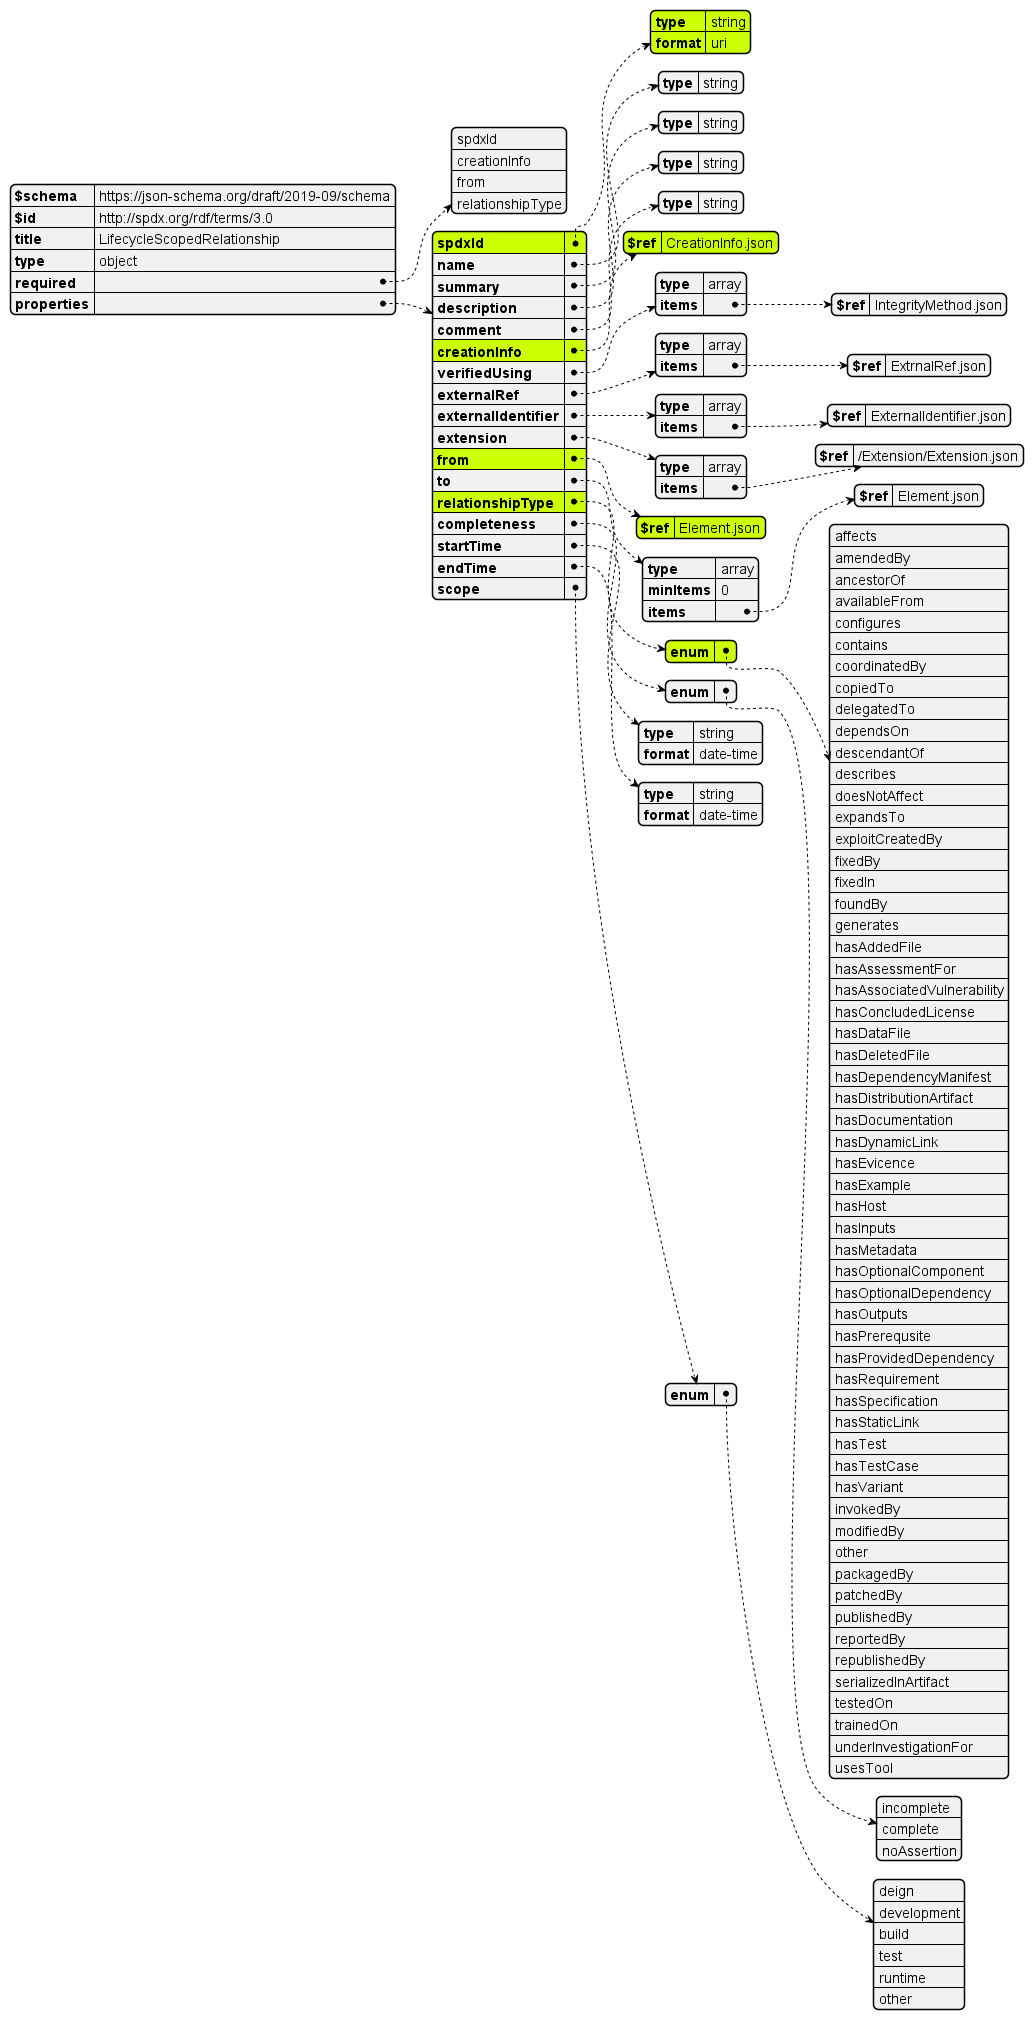 $schema https://json-schema.org/draft/2019-09/schema
$id http://spdx.org/rdf/terms/3.0
title LifecycleScopedRelationship
type object
required
properties
spdxId
creationInfo
from
relationshipType
spdxId
name
summary
description
comment
creationInfo
verifiedUsing
externalRef
externalIdentifier
extension
from
to
relationshipType
completeness
startTime
endTime
scope
type string
format uri
type string
type string
type string
type string
$ref CreationInfo.json
type array
items
$ref IntegrityMethod.json
type array
items
$ref ExtrnalRef.json
type array
items
$ref ExternalIdentifier.json
type array
items
$ref /Extension/Extension.json
$ref Element.json
type array
minItems 0
items
$ref Element.json
enum
enum
type string
format date-time
type string
format date-time
enum
affects
amendedBy
ancestorOf
availableFrom
configures
contains
coordinatedBy
copiedTo
delegatedTo
dependsOn
descendantOf
describes
doesNotAffect
expandsTo
exploitCreatedBy
fixedBy
fixedIn
foundBy
generates
hasAddedFile
hasAssessmentFor
hasAssociatedVulnerability
hasConcludedLicense
hasDataFile
hasDeletedFile
hasDependencyManifest
hasDistributionArtifact
hasDocumentation
hasDynamicLink
hasEvicence
hasExample
hasHost
hasInputs
hasMetadata
hasOptionalComponent
hasOptionalDependency
hasOutputs
hasPrerequsite
hasProvidedDependency
hasRequirement
hasSpecification
hasStaticLink
hasTest
hasTestCase
hasVariant
invokedBy
modifiedBy
other
packagedBy
patchedBy
publishedBy
reportedBy
republishedBy
serializedInArtifact
testedOn
trainedOn
underInvestigationFor
usesTool
incomplete
complete
noAssertion
deign
development
build
test
runtime
other